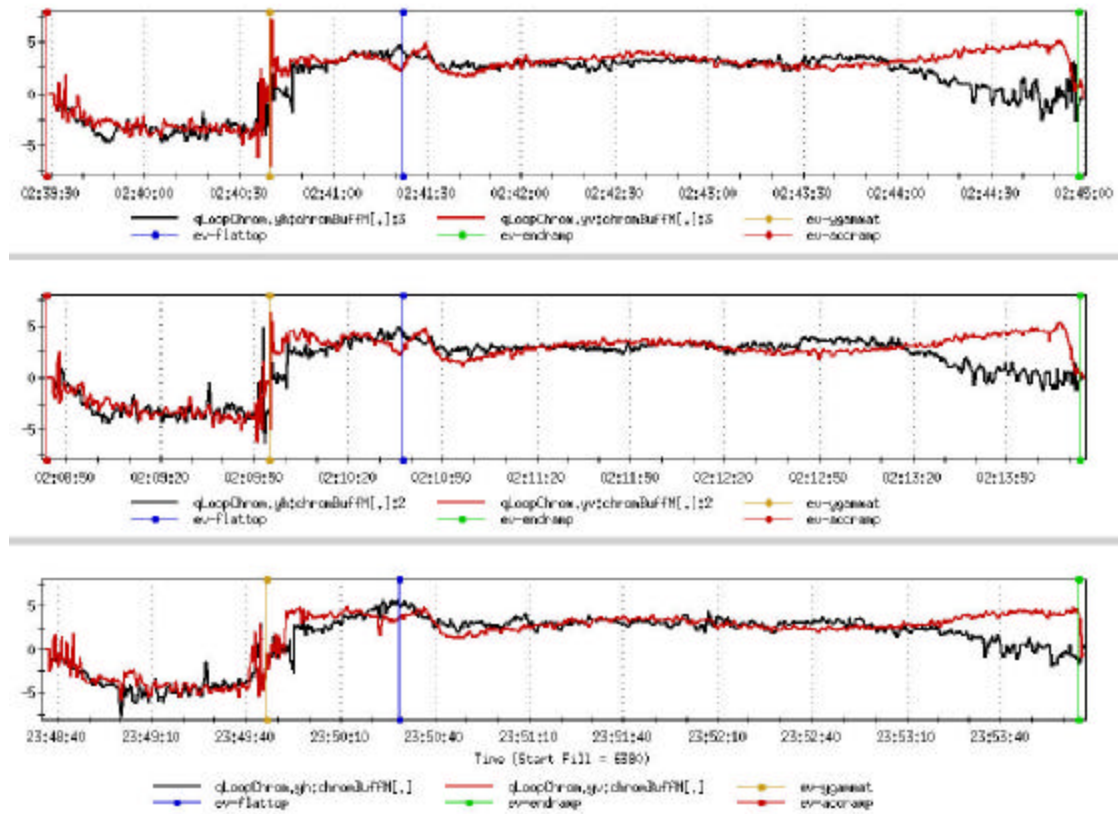 5
0
-5
02:39:30 02:40:00 02:40:30 02:41:00 02:41:30 02:42:00 02:42:30 02:43:00 02:43:30 02:44:00 02:44:30 02:45:00
qLoopChrom.yh:chromBuffM[.]:3 qLoopChrom.yv:chromBuffM[.]:3 ev-ygammat
ev-flattop ev-endramp ev-accramp
5
0
-5
02:08:50 02:09:20 02:09:50 02:10:20 02:10:50 02:11:20 02:11:50 02:12:20 02:12:50 02:13:20 02:13:50
qLoopChrom.yh:chromBuffM[.]:2 qLoopChrom.yv:chromBuffM[.]:2 ev-ygammat
ev-flattop ev-endramp ev-accramp
5
0
-5
23:48:40 23:49:10 23:49:40 23:50:10 23:50:40 23:51:10 23:51:40 23:52:10 23:52:40 23:53:10 23:53:40
Time (Start Fill = 6380)
qLoopChrom.yh:chromBuffM[.] qLoopChrom.yv:chromBuffM[.] ev-ygammat
ev-flattop ev-endramp ev-accramp